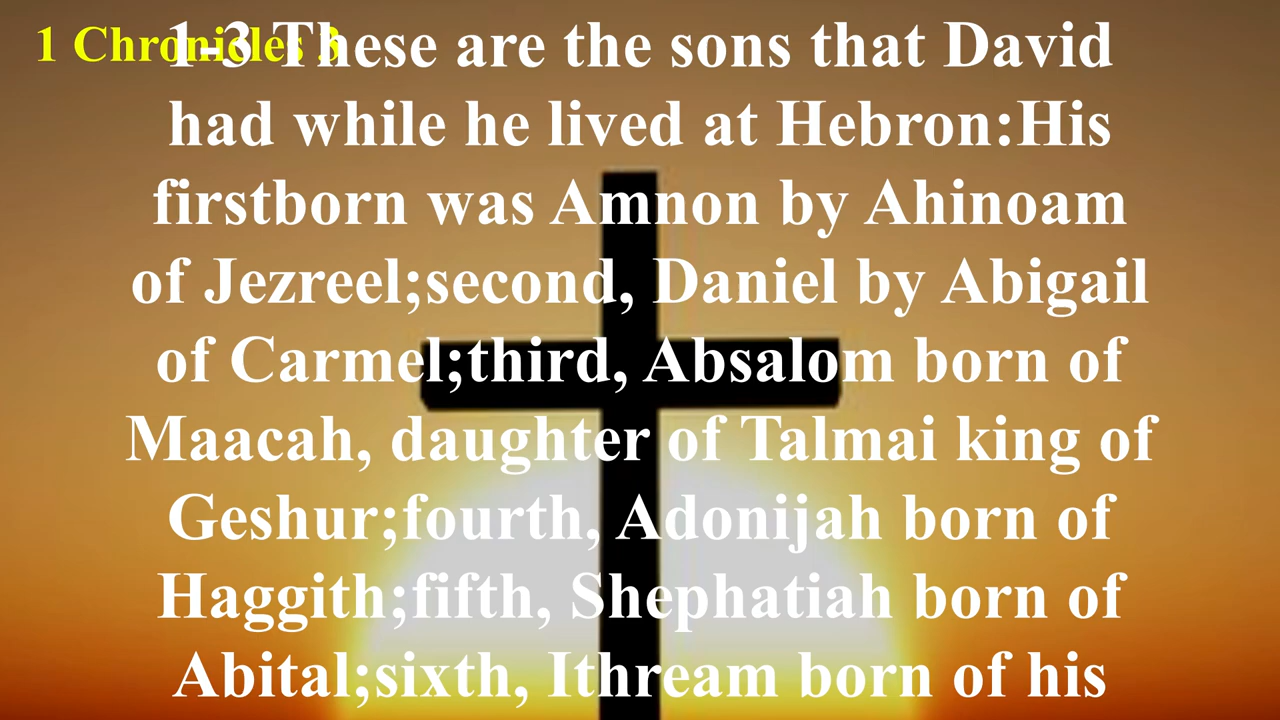 1 Chronicles 3
1-3 These are the sons that David
had while he lived at Hebron:His
firstborn was Amnon by Ahinoam
of Jezreel;second, Daniel by Abigail
of Carmel;third, Absalom born of
Maacah, daughter of Talmai king of
Geshur;fourth, Adonijah born of
Haggith;fifth, Shephatiah born of
Abital;sixth, Ithream born of his